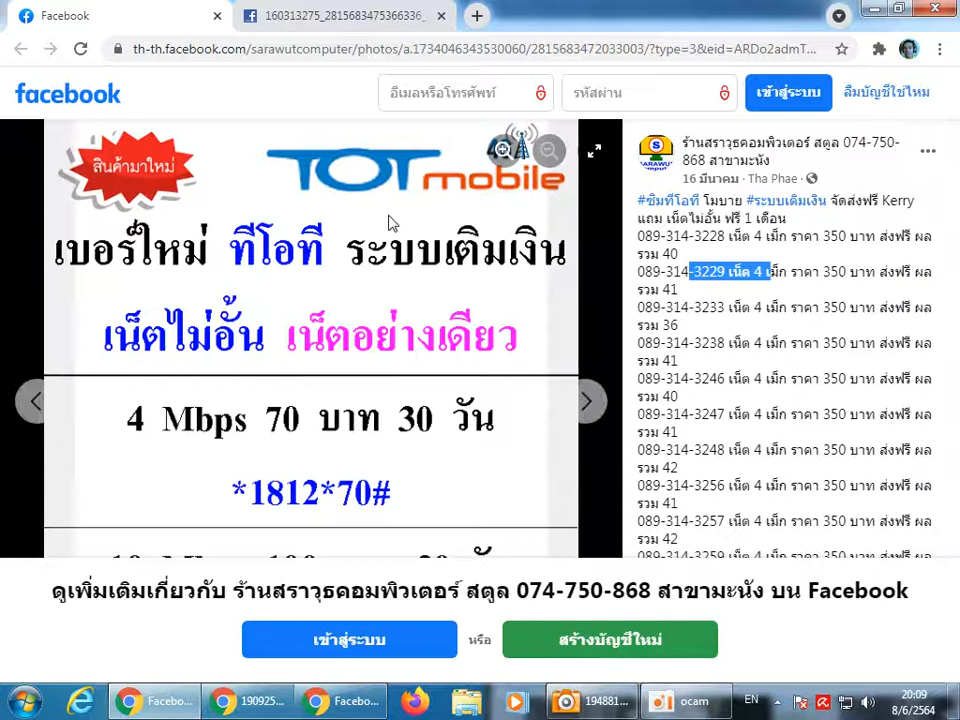 Facebook
160313275_2815683475366336_
th-th.facebook.com/sarawutcomputer/photos/a.1734046343530060/2815683472033003/?type=3&eid=ARDo2admT...
facebook
อีเมลหรือโทรศัพท์
รหัสผ่าน
เข้าสู่ระบบ
ลืมบัญชีใช่ไหม
สินค้ามาใหม่
TOT mobile
เบอร์ใหม่ ทีโอที ระบบเติมเงิน
เน็ตไม่อั้น เน็ตอย่างเดียว
4 Mbps 70 บาท 30 วัน
*1812*70#
ร้านสราวุธคอมพิวเตอร์ สตูล 074-750-
868 สาขามะนัง
16 มีนาคม · Tha Phae ·
#ซิมทีโอที โมบาย #ระบบเติมเงิน จัดส่งฟรี Kerry
แถม เน็ตไม่อั้น ฟรี 1 เดือน
089-314-3228 เน็ต 4 เม็ก ราคา 350 บาท ส่งฟรี ผล
รวม 40
089-314-3229 เน็ต 4 เม็ก ราคา 350 บาท ส่งฟรี ผล
รวม 41
089-314-3233 เน็ต 4 เม็ก ราคา 350 บาท ส่งฟรี ผล
รวม 36
089-314-3238 เน็ต 4 เม็ก ราคา 350 บาท ส่งฟรี ผล
รวม 41
089-314-3246 เน็ต 4 เม็ก ราคา 350 บาท ส่งฟรี ผล
รวม 40
089-314-3247 เน็ต 4 เม็ก ราคา 350 บาท ส่งฟรี ผล
รวม 41
089-314-3248 เน็ต 4 เม็ก ราคา 350 บาท ส่งฟรี ผล
รวม 42
089-314-3256 เน็ต 4 เม็ก ราคา 350 บาท ส่งฟรี ผล
รวม 41
089-314-3257 เน็ต 4 เม็ก ราคา 350 บาท ส่งฟรี ผล
รวม 42
089-314-3259 เน็ต 4 เม็ก ราคา 350 บาท ส่งฟรี ผล
ดูเพิ่มเติมเกี่ยวกับ ร้านสราวุธคอมพิวเตอร์ สตูล 074-750-868 สาขามะนัง บน Facebook
เข้าสู่ระบบ
หรือ
สร้างบัญชีใหม่
Facebo...
190925...
Facebo...
194881...
ocam
EN
20:09
8/6/2564